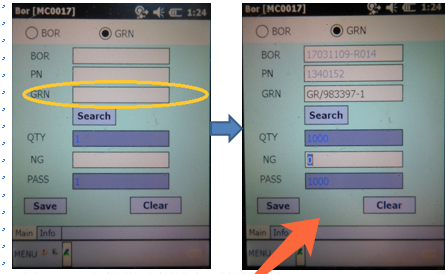 Bor [MC0017] 1:24
BOR GRN
BOR
PN
GRN
Search
QTY 1
NG
PASS 1
Save Clear
Main Info
MENU
Bor [MC0017] 1:24
BOR GRN
BOR 17031109-R014
PN 1340152
GRN GR/983397-1
Search
QTY 1000
NG 0
PASS 1000
Save Clear
Main Info
MENU